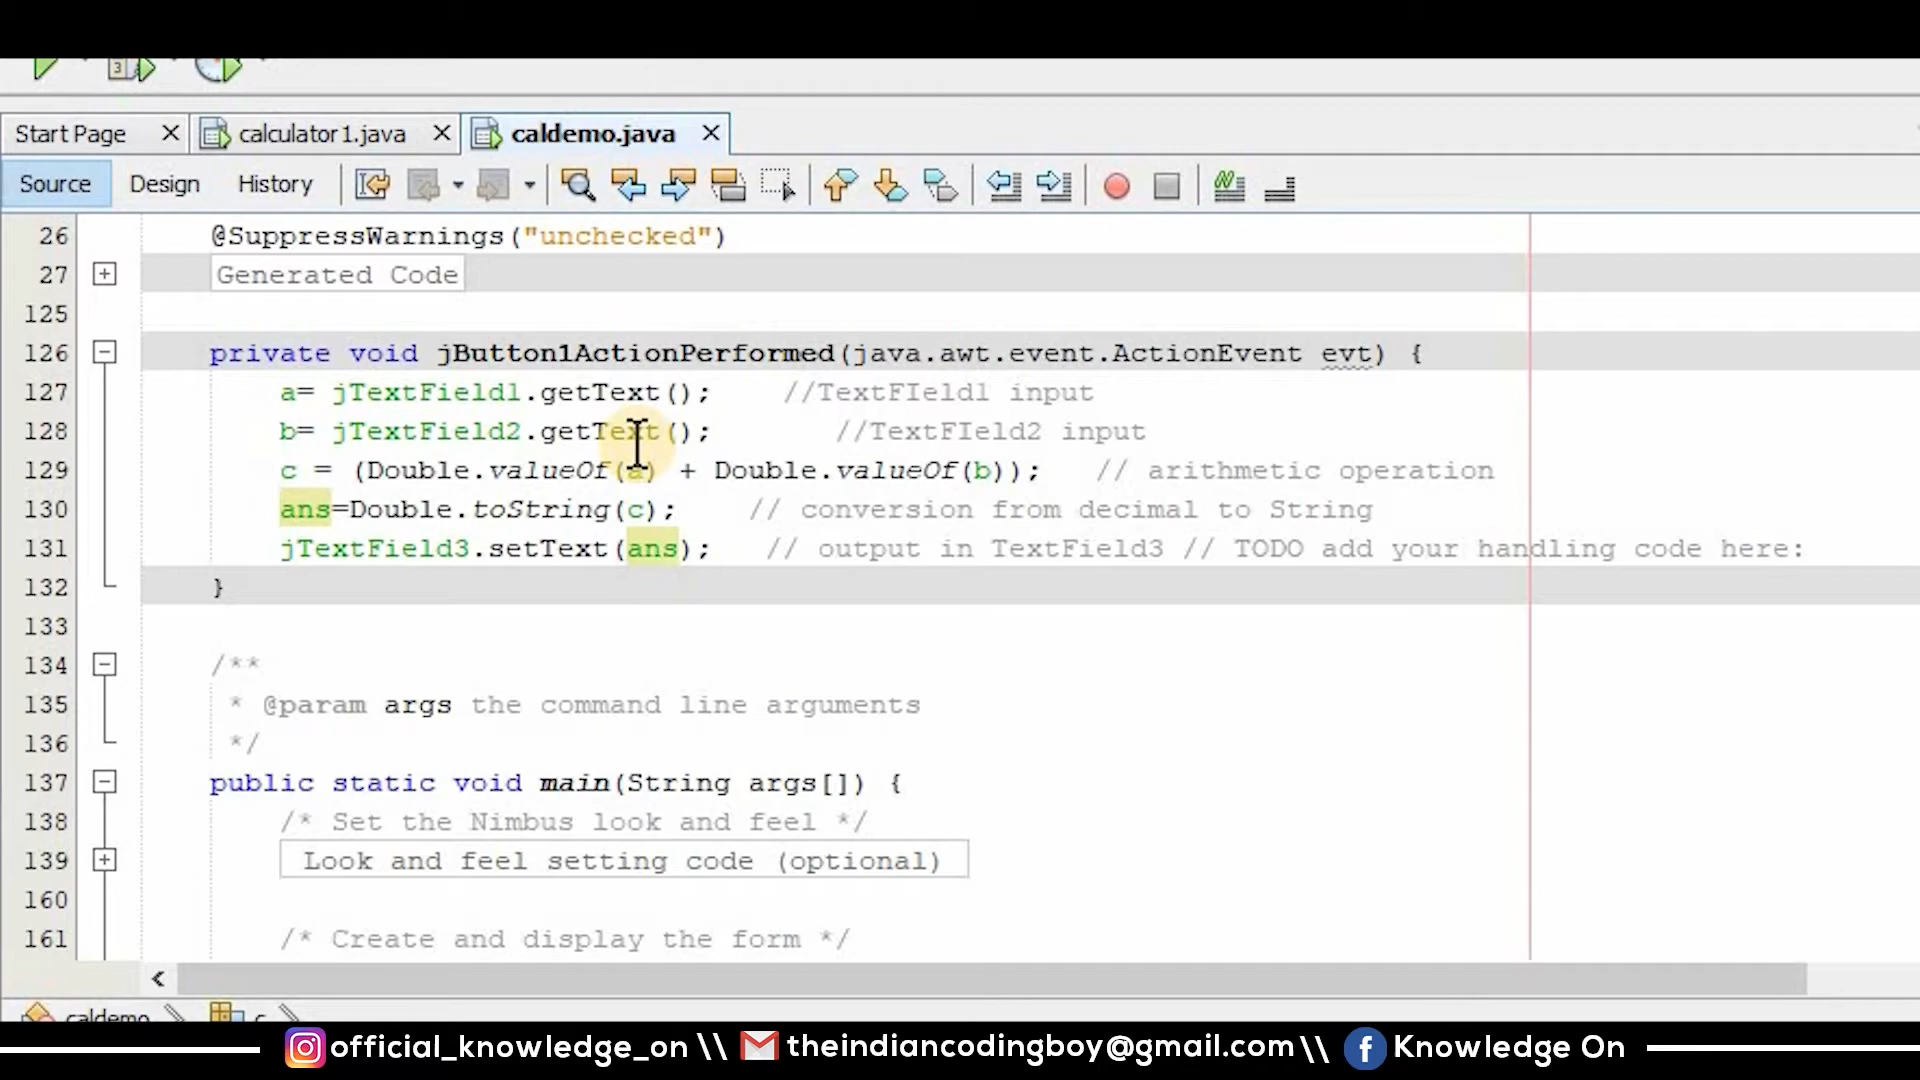 3
Start Page calculator1.java caldemo.java
Source Design History
26 @SuppressWarnings("unchecked")
27 Generated Code
125
126 private void jButton1ActionPerformed(java.awt.event.ActionEvent evt) {
127 a= jTextField1.getText(); //TextFIeld1 input
128 b= jTextField2.getText(); //TextFIeld2 input
129 c = (Double.valueOf(a) + Double.valueOf(b)); // arithmetic operation
130 ans=Double.toString(c); // conversion from decimal to String
131 jTextField3.setText(ans); // output in TextField3 // TODO add your handling code here:
132 }
133
134 /**
135 * @param args the command line arguments
136 */
137 public static void main(String args[]) {
138 /* Set the Nimbus look and feel */
139 Look and feel setting code (optional)
160
161 /* Create and display the form */
caldemo c
official_knowledge_on \\ theindiancodingboy@gmail.com \\ f Knowledge On